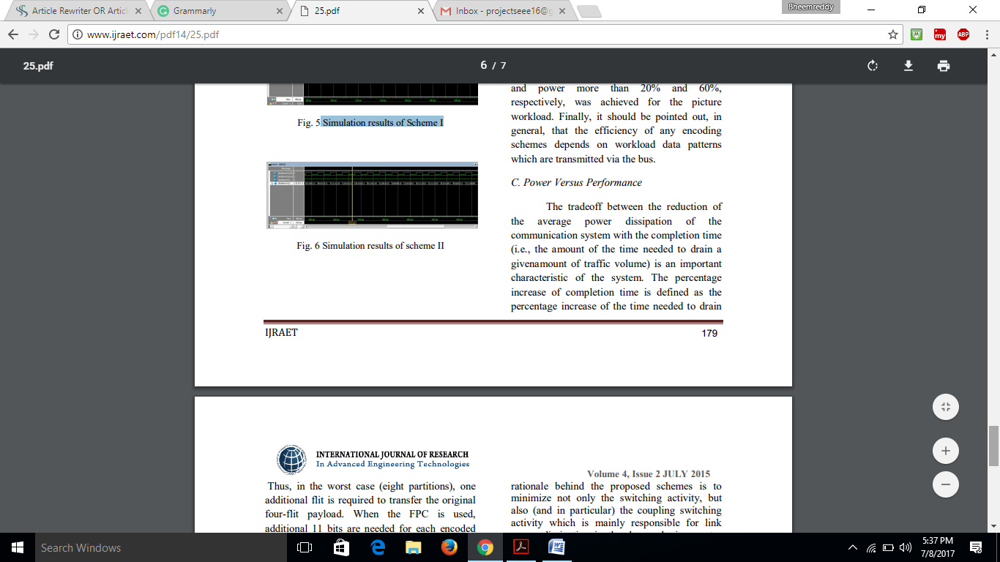 Article Rewriter OR Artic
Grammarly
25.pdf
Inbox - projectseee16@g
Bheemreddy
www.ijraet.com/pdf14/25.pdf
ABP
25.pdf
6 / 7
Fig. 5 Simulation results of Scheme I
Fig. 6 Simulation results of scheme II
and power more than 20% and 60%,
respectively, was achieved for the picture
workload. Finally, it should be pointed out, in
general, that the efficiency of any encoding
schemes depends on workload data patterns
which are transmitted via the bus.
C. Power Versus Performance
The tradeoff between the reduction of
the average power dissipation of the
communication system with the completion time
(i.e., the amount of the time needed to drain a
givenamount of traffic volume) is an important
characteristic of the system. The percentage
increase of completion time is defined as the
percentage increase of the time needed to drain
IJRAET
179
INTERNATIONAL JOURNAL OF RESEARCH
In Advanced Engineering Technologies
Volume 4, Issue 2 JULY 2015
Thus, in the worst case (eight partitions), one
additional flit is required to transfer the original
four-flit payload. When the FPC is used,
additional 11 bits are needed for each encoded
rationale behind the proposed schemes is to
minimize not only the switching activity, but
also (and in particular) the coupling switching
activity which is mainly responsible for link
Search Windows
5:37 PM
7/8/2017